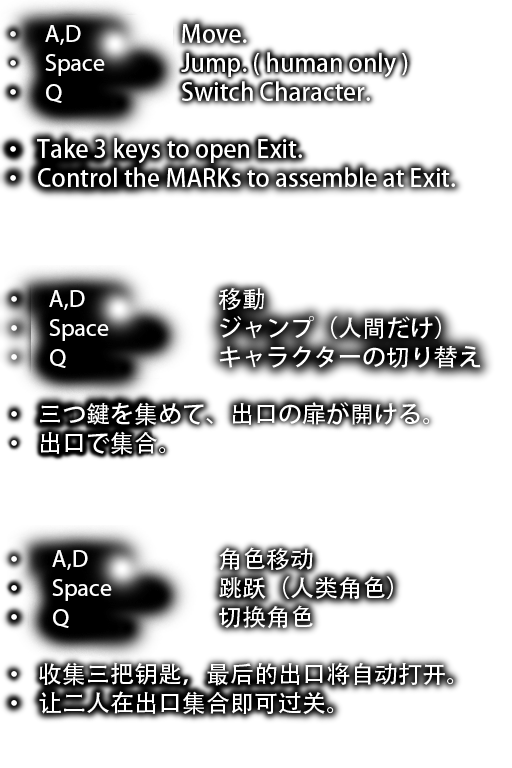 • A,D Move.
• Space Jump. ( human only )
• Q Switch Character.
• Take 3 keys to open Exit.
• Control the MARKs to assemble at Exit.
• A,D 移動
• Space ジャンプ（人間だけ）
• Q キャラクターの切り替え
• 三つ鍵を集めて、出口の扉が開ける。
• 出口で集合。
• A,D 角色移动
• Space 跳跃（人类角色）
• Q 切换角色
• 收集三把钥匙，最后的出口将自动打开。
• 让二人在出口集合即可过关。